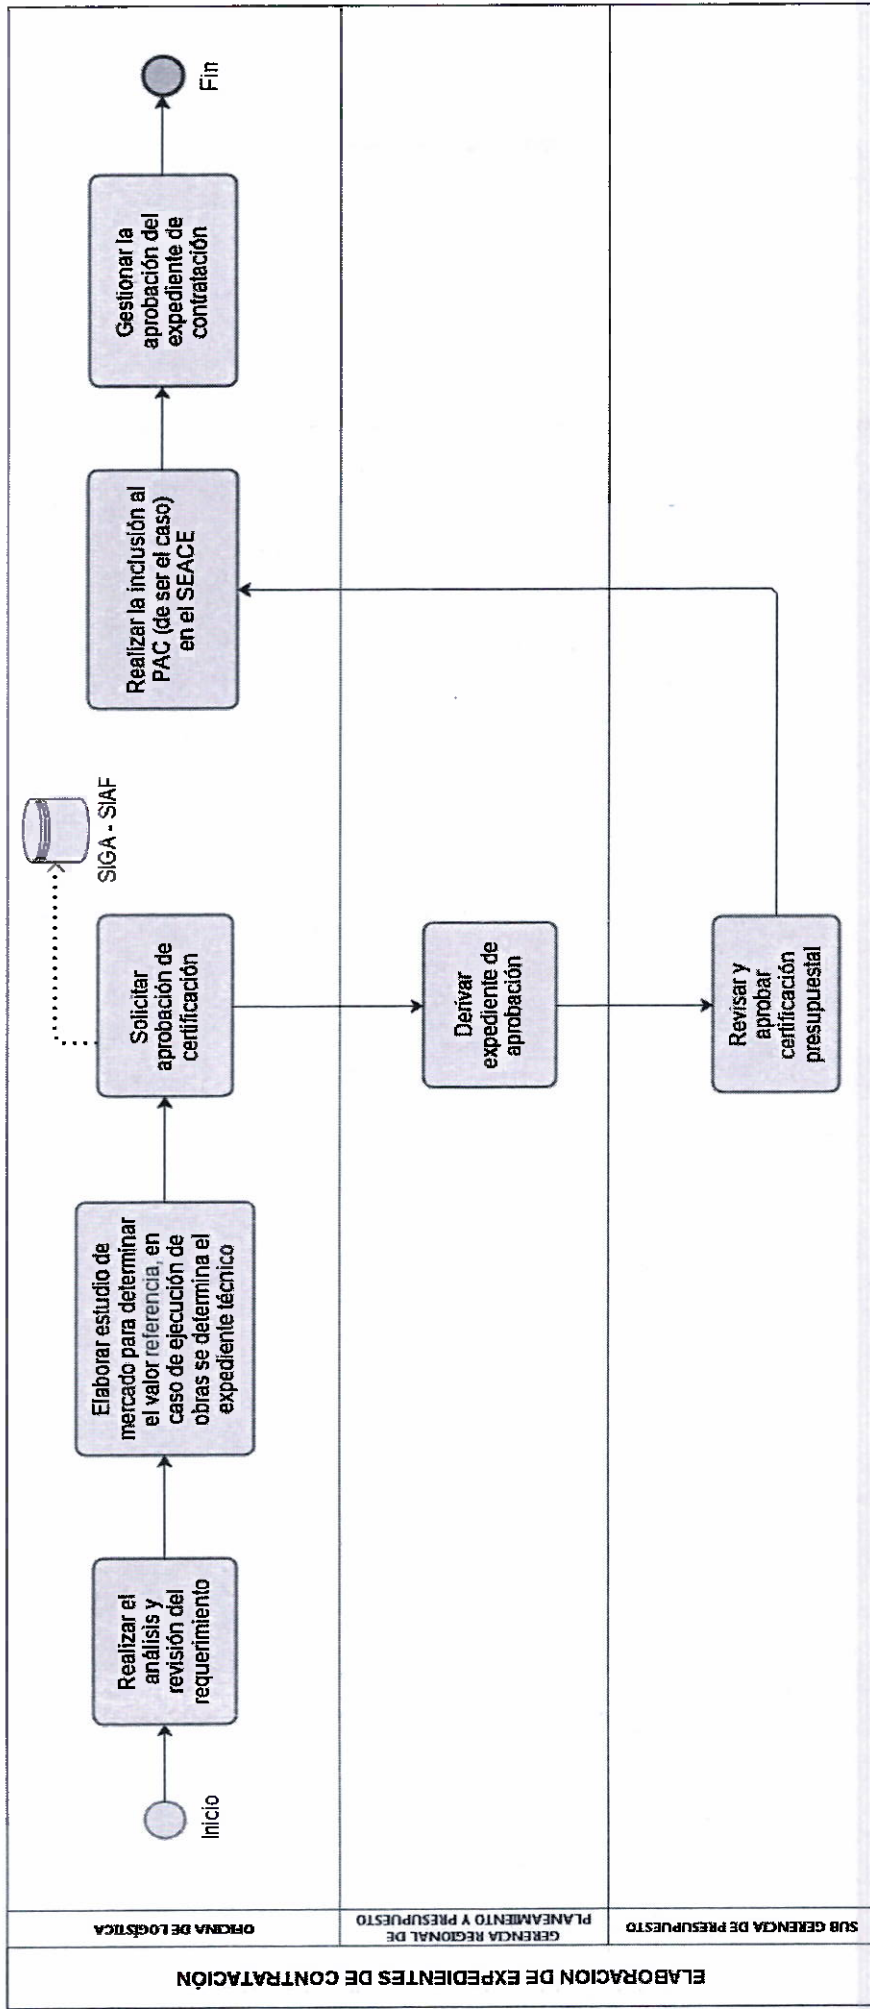 ELABORACION DE EXPEDIENTES DE CONTRATACIÓN
OFICINA DE LOGÍSTICA
Inicio
Realizar el
análisis y
revisión del
requerimiento
Elaborar estudio de
mercado para determinar
el valor referencia, en
caso de ejecución de
obras se determina el
expediente técnico
Solicitar
aprobación de
certificación
SIGA - SIAF
Realizar la inclusión al
PAC (de ser el caso)
en el SEACE
Gestionar la
aprobación del
expediente de
contratación
Fin
GERENCIA REGIONAL DE
PLANEAMIENTO Y PRESUPUESTO
Derivar
expediente de
aprobación
SUB GERENCIA DE PRESUPUESTO
Revisar y
aprobar
certificación
presupuestal